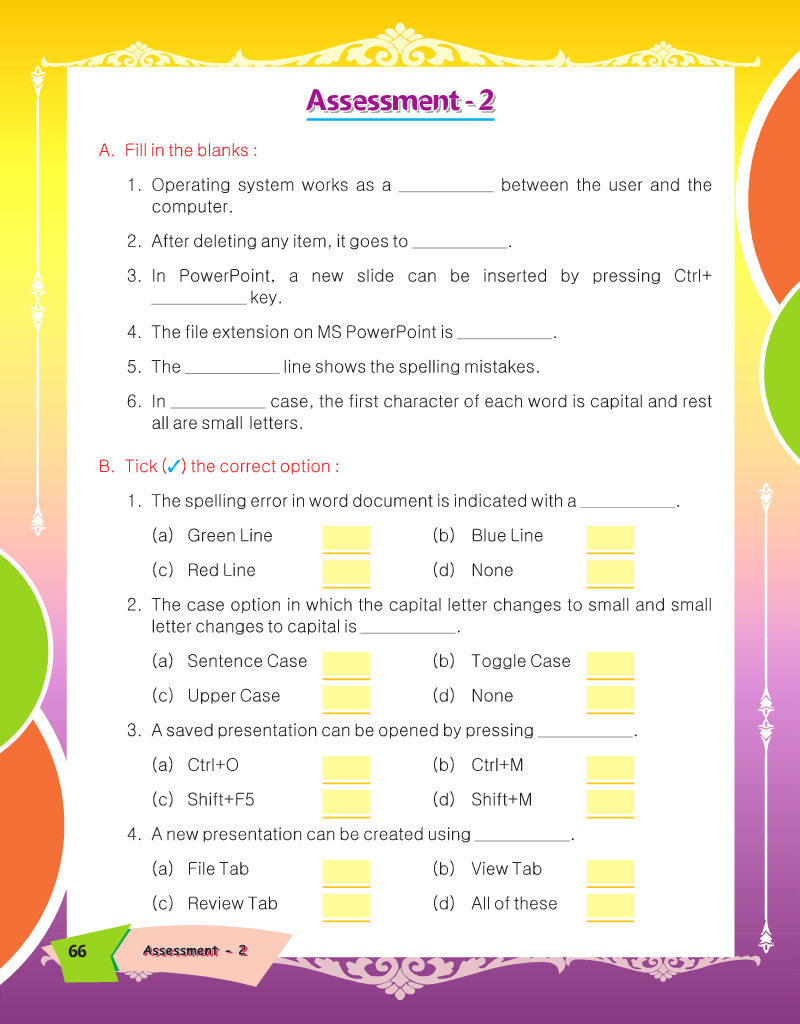 Assessment - 2
A. Fill in the blanks :
1. Operating system works as a __________ between the user and the
computer.
2. After deleting any item, it goes to __________.
3. In PowerPoint, a new slide can be inserted by pressing Ctrl+
__________ key.
4. The file extension on MS PowerPoint is __________.
5. The __________ line shows the spelling mistakes.
6. In __________ case, the first character of each word is capital and rest
all are small letters.
B. Tick (✓) the correct option :
1. The spelling error in word document is indicated with a __________.
(a) Green Line (b) Blue Line
(c) Red Line (d) None
2. The case option in which the capital letter changes to small and small
letter changes to capital is __________.
(a) Sentence Case (b) Toggle Case
(c) Upper Case (d) None
3. A saved presentation can be opened by pressing __________.
(a) Ctrl+O (b) Ctrl+M
(c) Shift+F5 (d) Shift+M
4. A new presentation can be created using __________.
(a) File Tab (b) View Tab
(c) Review Tab (d) All of these
66 Assessment - 2